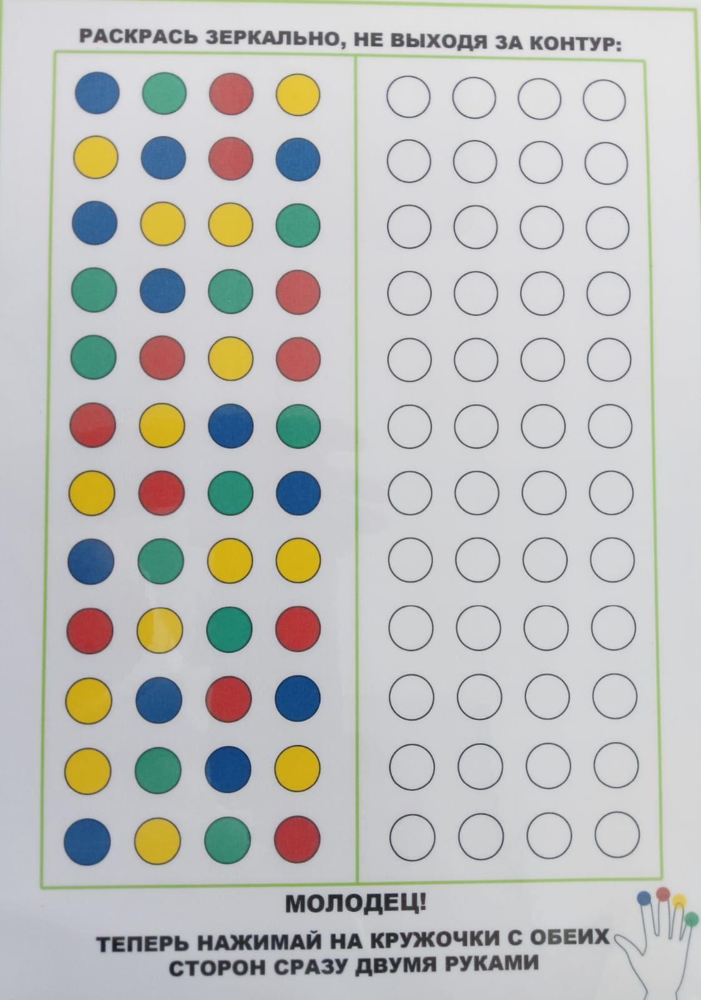 РАСКРАСЬ ЗЕРКАЛЬНО, НЕ ВЫХОДЯ ЗА КОНТУР:
МОЛОДЕЦ!
ТЕПЕРЬ НАЖИМАЙ НА КРУЖОЧКИ С ОБЕИХ
СТОРОН СРАЗУ ДВУМЯ РУКАМИ